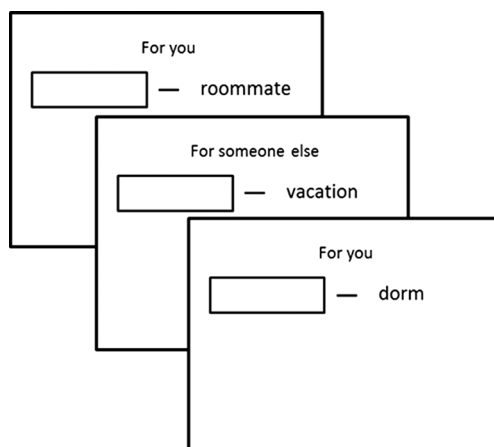 For you
— roommate
For someone else
— vacation
For you
— dorm